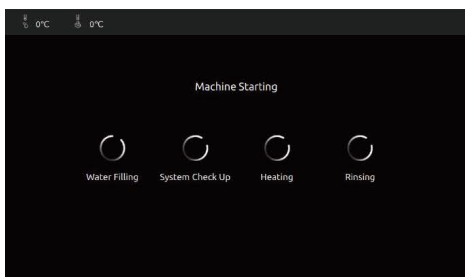 0°C 0°C
Machine Starting
Water Filling System Check Up Heating Rinsing